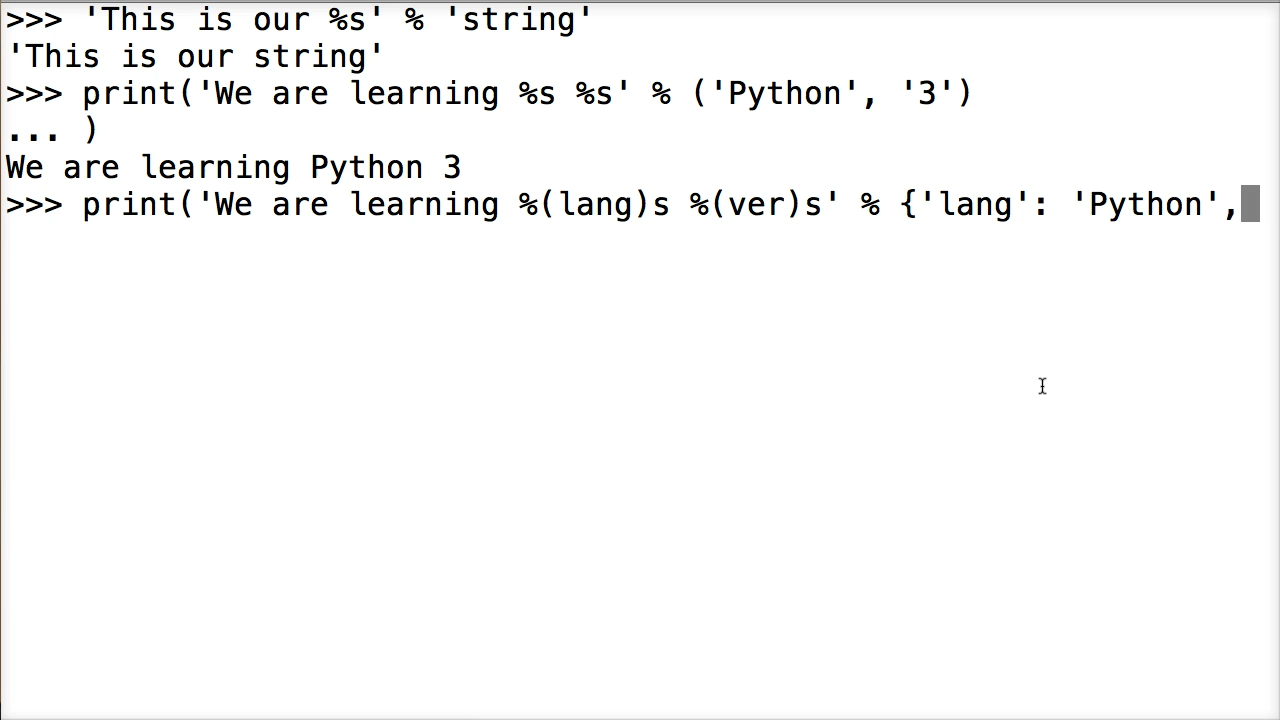 >>> 'This is our %s' % 'string'
'This is our string'
>>> print('We are learning %s %s' % ('Python', '3')
... )
We are learning Python 3
>>> print('We are learning %(lang)s %(ver)s' % {'lang': 'Python',